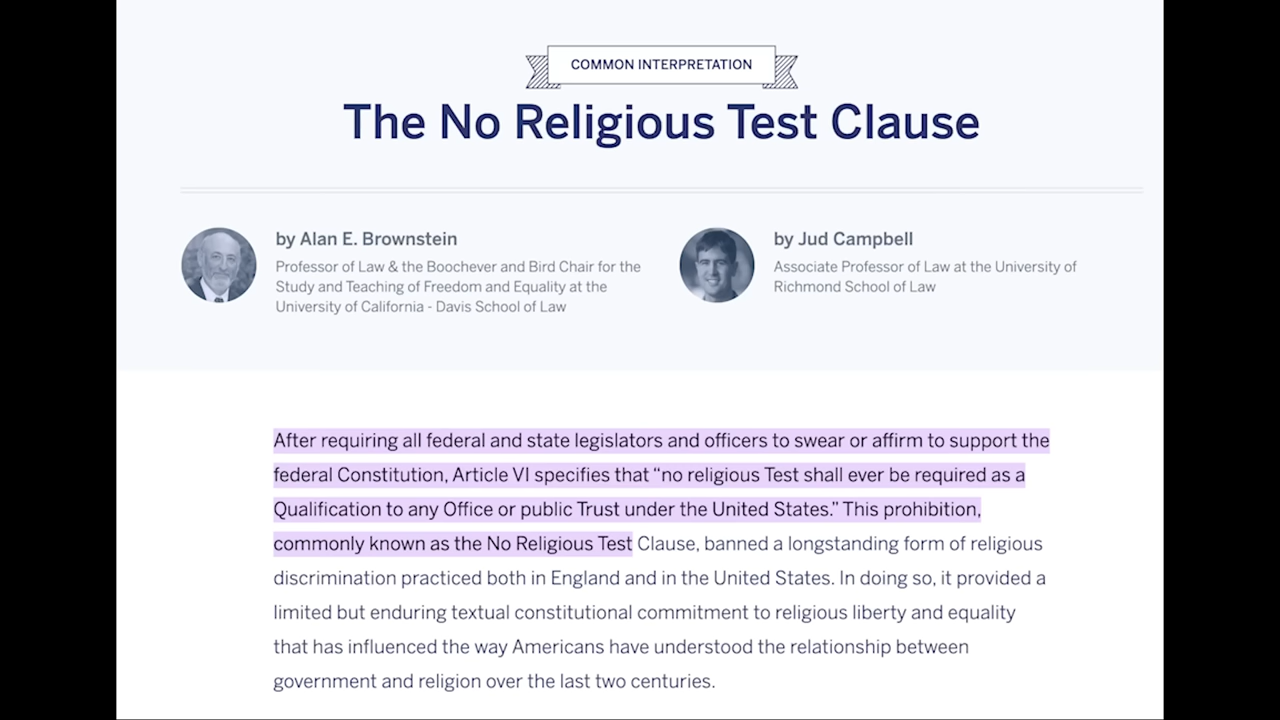 COMMON INTERPRETATION
The No Religious Test Clause
by Alan E. Brownstein
Professor of Law & the Boochever and Bird Chair for the
Study and Teaching of Freedom and Equality at the
University of California - Davis School of Law
by Jud Campbell
Associate Professor of Law at the University of
Richmond School of Law
After requiring all federal and state legislators and officers to swear or affirm to support the
federal Constitution, Article VI specifies that “no religious Test shall ever be required as a
Qualification to any Office or public Trust under the United States.” This prohibition,
commonly known as the No Religious Test Clause, banned a longstanding form of religious
discrimination practiced both in England and in the United States. In doing so, it provided a
limited but enduring textual constitutional commitment to religious liberty and equality
that has influenced the way Americans have understood the relationship between
government and religion over the last two centuries.